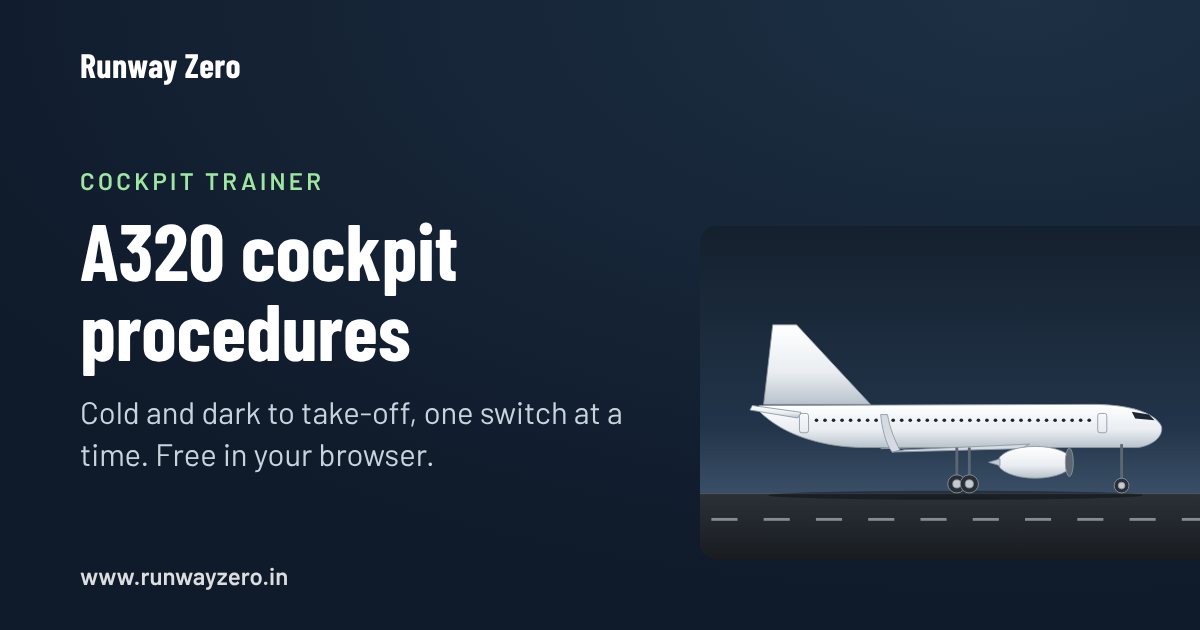 Runway Zero
COCKPIT TRAINER
A320 cockpit
procedures
Cold and dark to take-off, one switch at a
time. Free in your browser.
www.runwayzero.in